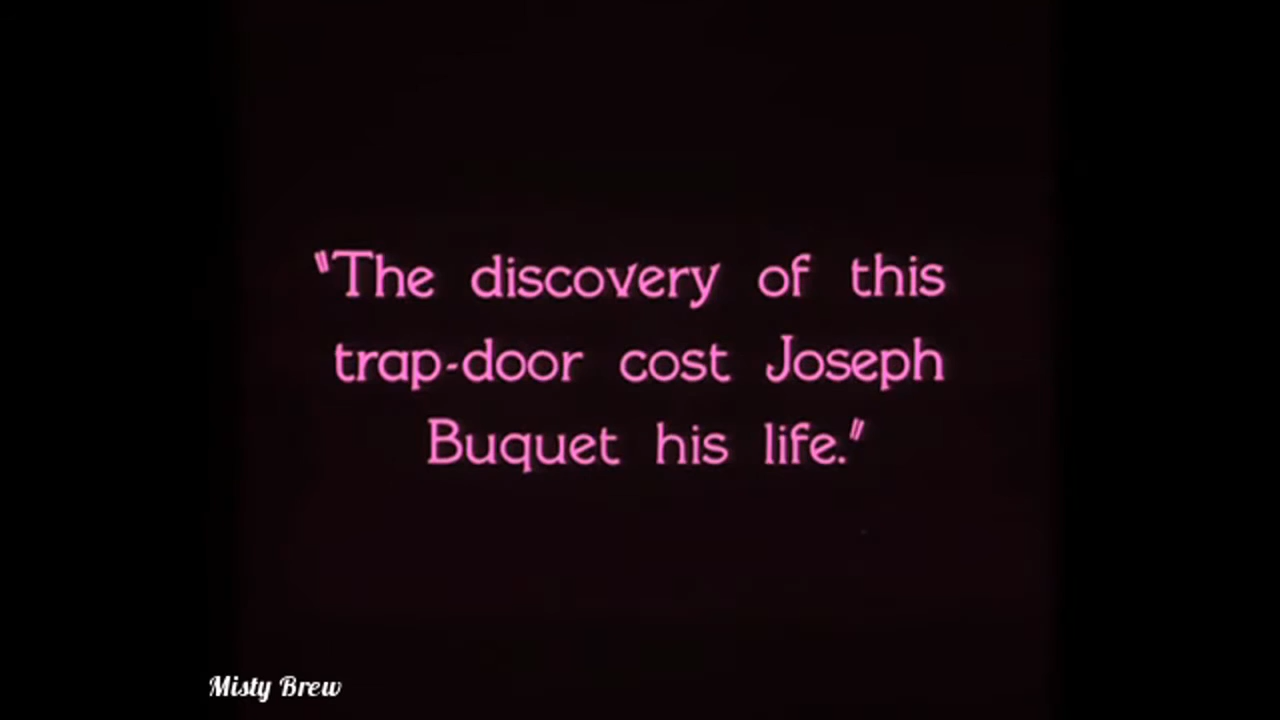 "The discovery of this
trap-door cost Joseph
Buquet his life."
Misty Brew